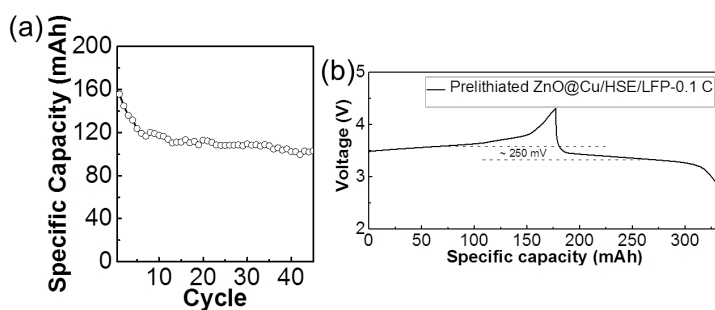 (a)
Specific Capacity (mAh)
200
160
120
80
40
0
10
20
30
40
Cycle
(b)
Voltage (V)
5
4
3
2
Prelithiated ZnO@Cu/HSE/LFP-0.1 C
~ 250 mV
0
50
100
150
200
250
300
Specific capacity (mAh)